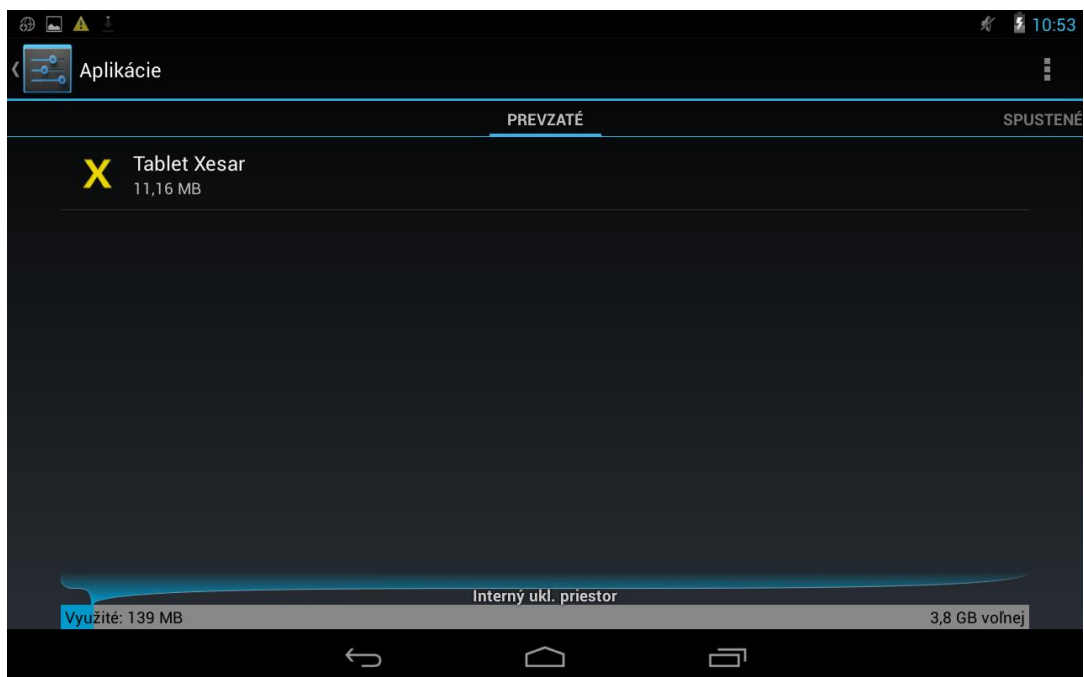 10:53
Aplikácie
PREVZATÉ
SPUSTENÉ
X
Tablet Xesar
11,16 MB
Interný ukl. priestor
Využité: 139 MB
3,8 GB voľnej